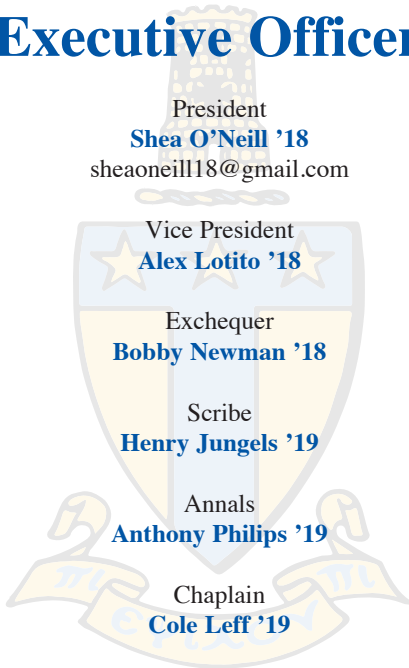 Executive Officer
President
Shea O’Neill ’18
sheaoneill18@gmail.com
Vice President
Alex Lotito ’18
Exchequer
Bobby Newman ’18
Scribe
Henry Jungels ’19
Annals
Anthony Philips ’19
Chaplain
Cole Leff ’19